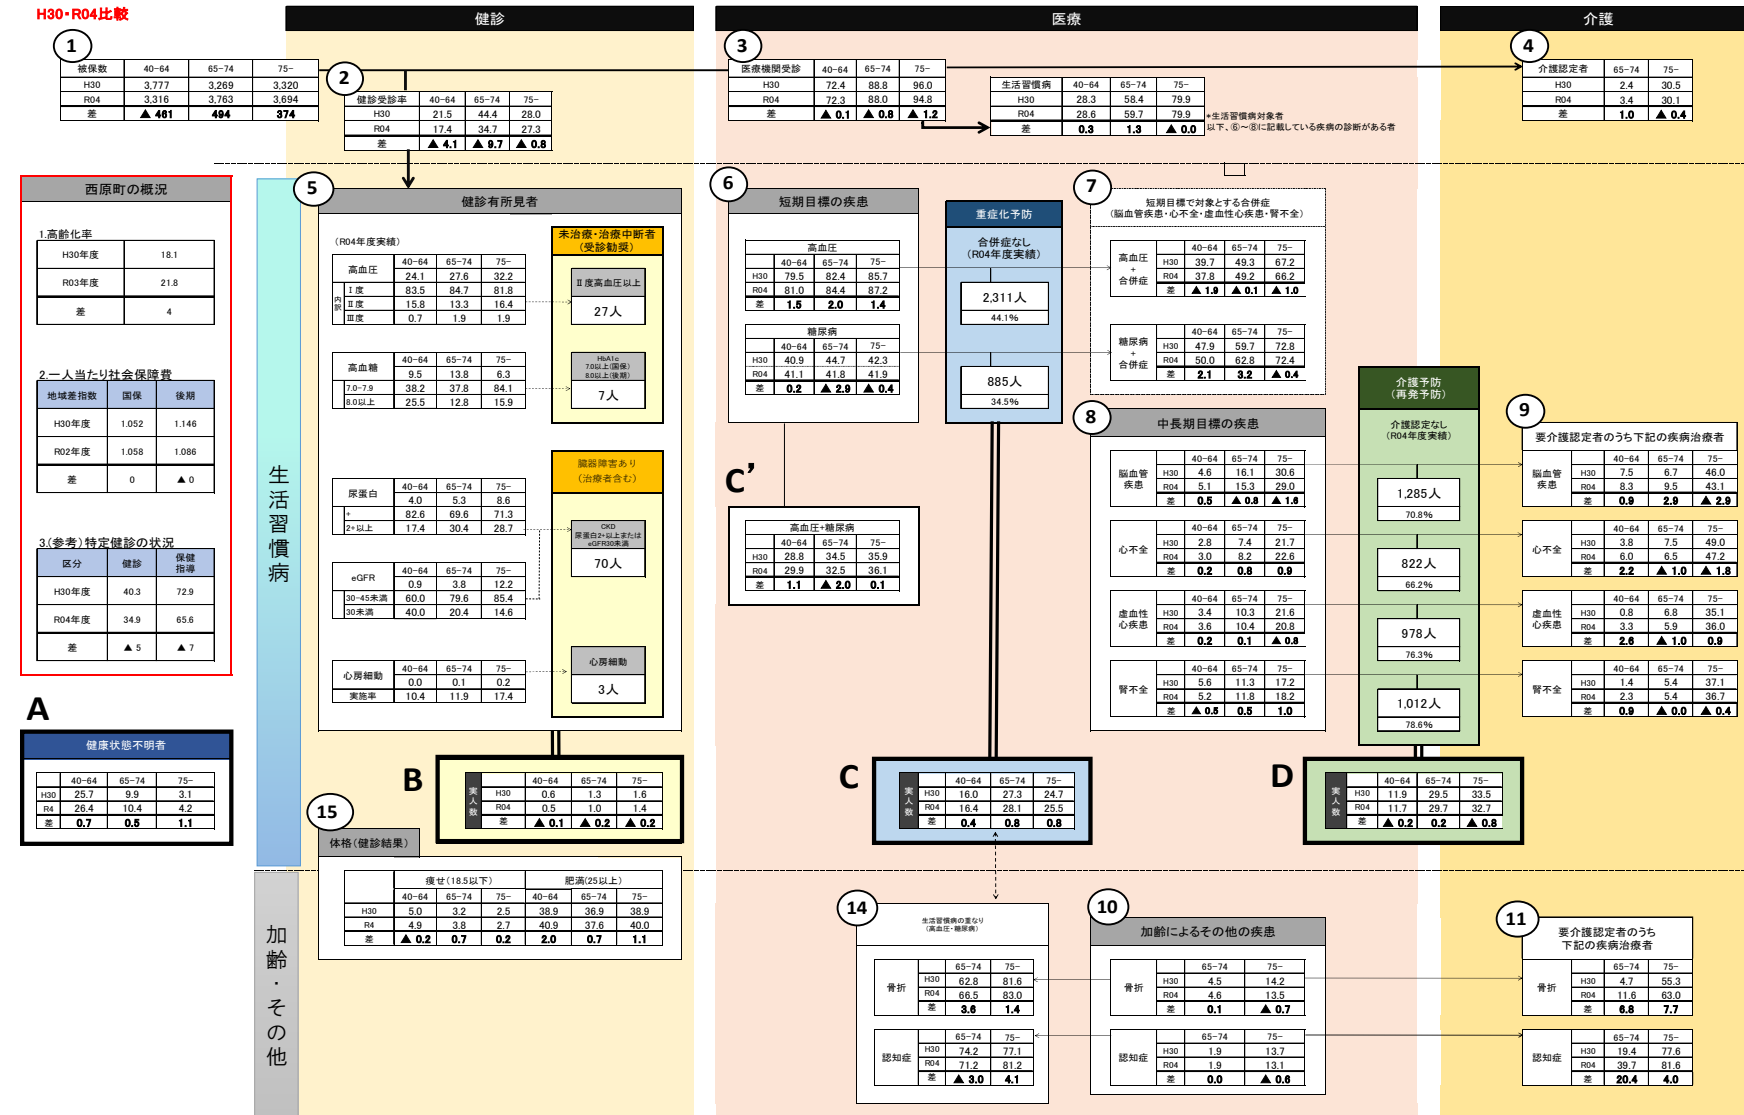 H30・R04比較
健診
医療
介護
①
被保数 40-64 65-74 75-
H30 3,777 3,269 3,320
R04 3,316 3,763 3,694
差 ▲ 461 494 374
②
健診受診率 40-64 65-74 75-
H30 21.5 44.4 28.0
R04 17.4 34.7 27.3
差 ▲ 4.1 ▲ 9.7 ▲ 0.8
③
医療機関受診 40-64 65-74 75-
H30 72.4 88.8 96.0
R04 72.3 88.0 94.8
差 ▲ 0.1 ▲ 0.8 ▲ 1.2
生活習慣病 40-64 65-74 75-
H30 28.3 58.4 79.9
R04 28.6 59.7 79.9
差 0.3 1.3 ▲ 0.0
*生活習慣病対象者
以下、⑥～⑧に記載している疾病の診断がある者
④
介護認定者 65-74 75-
H30 2.4 30.5
R04 3.4 30.1
差 1.0 ▲ 0.4
西原町の概況
1.高齢化率
H30年度 18.1
R03年度 21.8
差 4
2.一人当たり社会保障費
地域差指数 国保 後期
H30年度 1.052 1.146
R02年度 1.058 1.086
差 0 ▲ 0
3.(参考)特定健診の状況
区分 健診 保健指導
H30年度 40.3 72.9
R04年度 34.9 65.6
差 ▲ 5 ▲ 7
A
健康状態不明者
40-64 65-74 75-
H30 25.7 9.9 3.1
R4 26.4 10.4 4.2
差 0.7 0.5 1.1
生活習慣病
加齢・その他
⑤
健診有所見者
(R04年度実績)
高血圧 40-64 65-74 75-
24.1 27.6 32.2
内訳
Ⅰ度 83.5 84.7 81.8
Ⅱ度 15.8 13.3 16.4
Ⅲ度 0.7 1.9 1.9
高血糖 40-64 65-74 75-
9.5 13.8 6.3
7.0-7.9 38.2 37.8 84.1
8.0以上 25.5 12.8 15.9
尿蛋白 40-64 65-74 75-
4.0 5.3 8.6
+ 82.6 69.6 71.3
2+以上 17.4 30.4 28.7
eGFR 40-64 65-74 75-
0.9 3.8 12.2
30-45未満 60.0 79.6 85.4
30未満 40.0 20.4 14.6
心房細動 40-64 65-74 75-
0.0 0.1 0.2
実施率 10.4 11.9 17.4
未治療・治療中断者
(受診勧奨)
Ⅱ度高血圧以上
27人
HbA1c
7.0以上(国保)
8.0以上(後期)
7人
臓器障害あり
(治療者含む)
CKD
尿蛋白2+以上または
eGFR30未満
70人
心房細動
3人
B
実人数
40-64 65-74 75-
H30 0.6 1.3 1.6
R04 0.5 1.0 1.4
差 ▲ 0.1 ▲ 0.2 ▲ 0.2
⑮
体格(健診結果)
痩せ(18.5以下) 肥満(25以上)
40-64 65-74 75- 40-64 65-74 75-
H30 5.0 3.2 2.5 38.9 36.9 38.9
R4 4.9 3.8 2.7 40.9 37.6 40.0
差 ▲ 0.2 0.7 0.2 2.0 0.7 1.1
⑥
短期目標の疾患
高血圧
40-64 65-74 75-
H30 79.5 82.4 85.7
R04 81.0 84.4 87.2
差 1.5 2.0 1.4
糖尿病
40-64 65-74 75-
H30 40.9 44.7 42.3
R04 41.1 41.8 41.9
差 0.2 ▲ 2.9 ▲ 0.4
C’
高血圧+糖尿病
40-64 65-74 75-
H30 28.8 34.5 35.9
R04 29.9 32.5 36.1
差 1.1 ▲ 2.0 0.1
重症化予防
合併症なし
(R04年度実績)
2,311人
44.1%
885人
34.5%
C
実人数
40-64 65-74 75-
H30 16.0 27.3 24.7
R04 16.4 28.1 25.5
差 0.4 0.8 0.8
⑦
短期目標で対象とする合併症
(脳血管疾患・心不全・虚血性心疾患・腎不全)
高血圧
+
合併症
40-64 65-74 75-
H30 39.7 49.3 67.2
R04 37.8 49.2 66.2
差 ▲ 1.9 ▲ 0.1 ▲ 1.0
糖尿病
+
合併症
40-64 65-74 75-
H30 47.9 59.7 72.8
R04 50.0 62.8 72.4
差 2.1 3.2 ▲ 0.4
⑧
中長期目標の疾患
脳血管
疾患
40-64 65-74 75-
H30 4.6 16.1 30.6
R04 5.1 15.3 29.0
差 0.5 ▲ 0.8 ▲ 1.6
心不全
40-64 65-74 75-
H30 2.8 7.4 21.7
R04 3.0 8.2 22.6
差 0.2 0.8 0.9
虚血性
心疾患
40-64 65-74 75-
H30 3.4 10.3 21.6
R04 3.6 10.4 20.8
差 0.2 0.1 ▲ 0.8
腎不全
40-64 65-74 75-
H30 5.6 11.3 17.2
R04 5.2 11.8 18.2
差 ▲ 0.5 0.5 1.0
介護予防
(再発予防)
介護認定なし
(R04年度実績)
1,285人
70.8%
822人
66.2%
978人
76.3%
1,012人
78.6%
D
実人数
40-64 65-74 75-
H30 11.9 29.5 33.5
R04 11.7 29.7 32.7
差 ▲ 0.2 0.2 ▲ 0.8
⑨
要介護認定者のうち下記の疾病治療者
脳血管
疾患
40-64 65-74 75-
H30 7.5 6.7 46.0
R04 8.3 9.5 43.1
差 0.9 2.9 ▲ 2.9
心不全
40-64 65-74 75-
H30 3.8 7.5 49.0
R04 6.0 6.5 47.2
差 2.2 ▲ 1.0 ▲ 1.8
虚血性
心疾患
40-64 65-74 75-
H30 0.8 6.8 35.1
R04 3.3 5.9 36.0
差 2.6 ▲ 1.0 0.9
腎不全
40-64 65-74 75-
H30 1.4 5.4 37.1
R04 2.3 5.4 36.7
差 0.9 ▲ 0.0 ▲ 0.4
⑭
生活習慣病の重なり
(高血圧・糖尿病)
骨折
65-74 75-
H30 62.8 81.6
R04 66.5 83.0
差 3.6 1.4
認知症
65-74 75-
H30 74.2 77.1
R04 71.2 81.2
差 ▲ 3.0 4.1
⑩
加齢によるその他の疾患
骨折
65-74 75-
H30 4.5 14.2
R04 4.6 13.5
差 0.1 ▲ 0.7
認知症
65-74 75-
H30 1.9 13.7
R04 1.9 13.1
差 0.0 ▲ 0.6
⑪
要介護認定者のうち
下記の疾病治療者
骨折
65-74 75-
H30 4.7 55.3
R04 11.6 63.0
差 6.8 7.7
認知症
65-74 75-
H30 19.4 77.6
R04 39.7 81.6
差 20.4 4.0